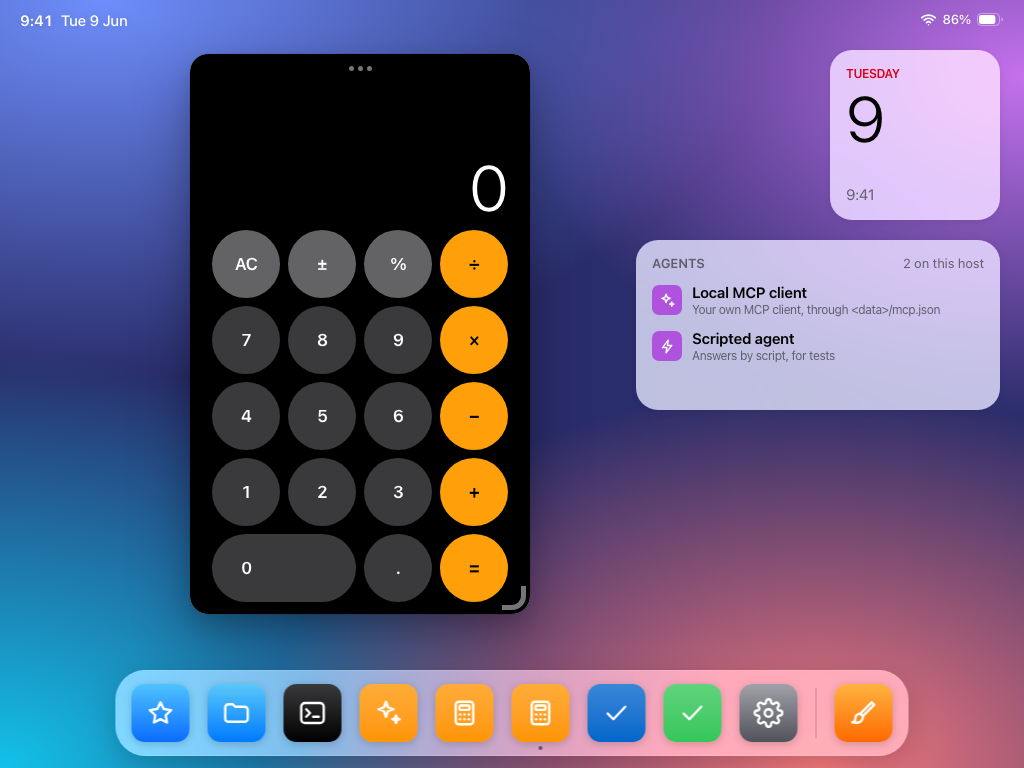 9:41 Tue 9 Jun
86%
0
AC ± % ÷
7 8 9 ×
4 5 6 −
1 2 3 +
0 . =
TUESDAY
9
9:41
AGENTS 2 on this host
Local MCP client
Your own MCP client, through <data>/mcp.json
Scripted agent
Answers by script, for tests